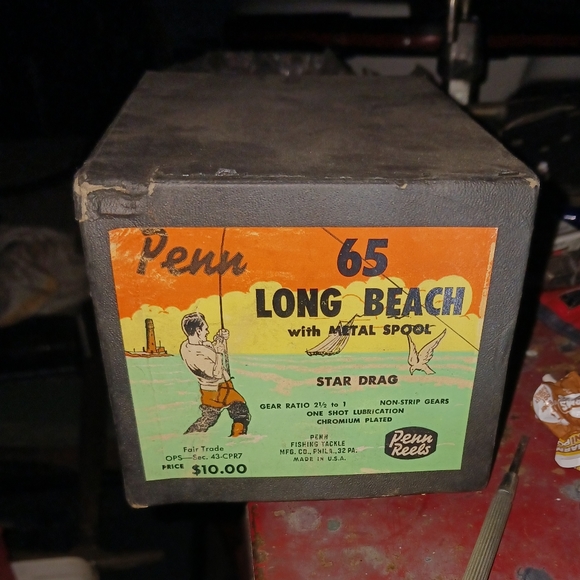 Penn
65
LONG BEACH
with METAL SPOOL
STAR DRAG
GEAR RATIO 2½ to 1 NON-STRIP GEARS
ONE SHOT LUBRICATION
CHROMIUM PLATED
Fair Trade
OPS—Sec. 43-CPR7
PRICE $10.00
PENN
FISHING TACKLE
MFG. CO., PHILA., 32 PA.
MADE IN U.S.A.
Penn
Reels